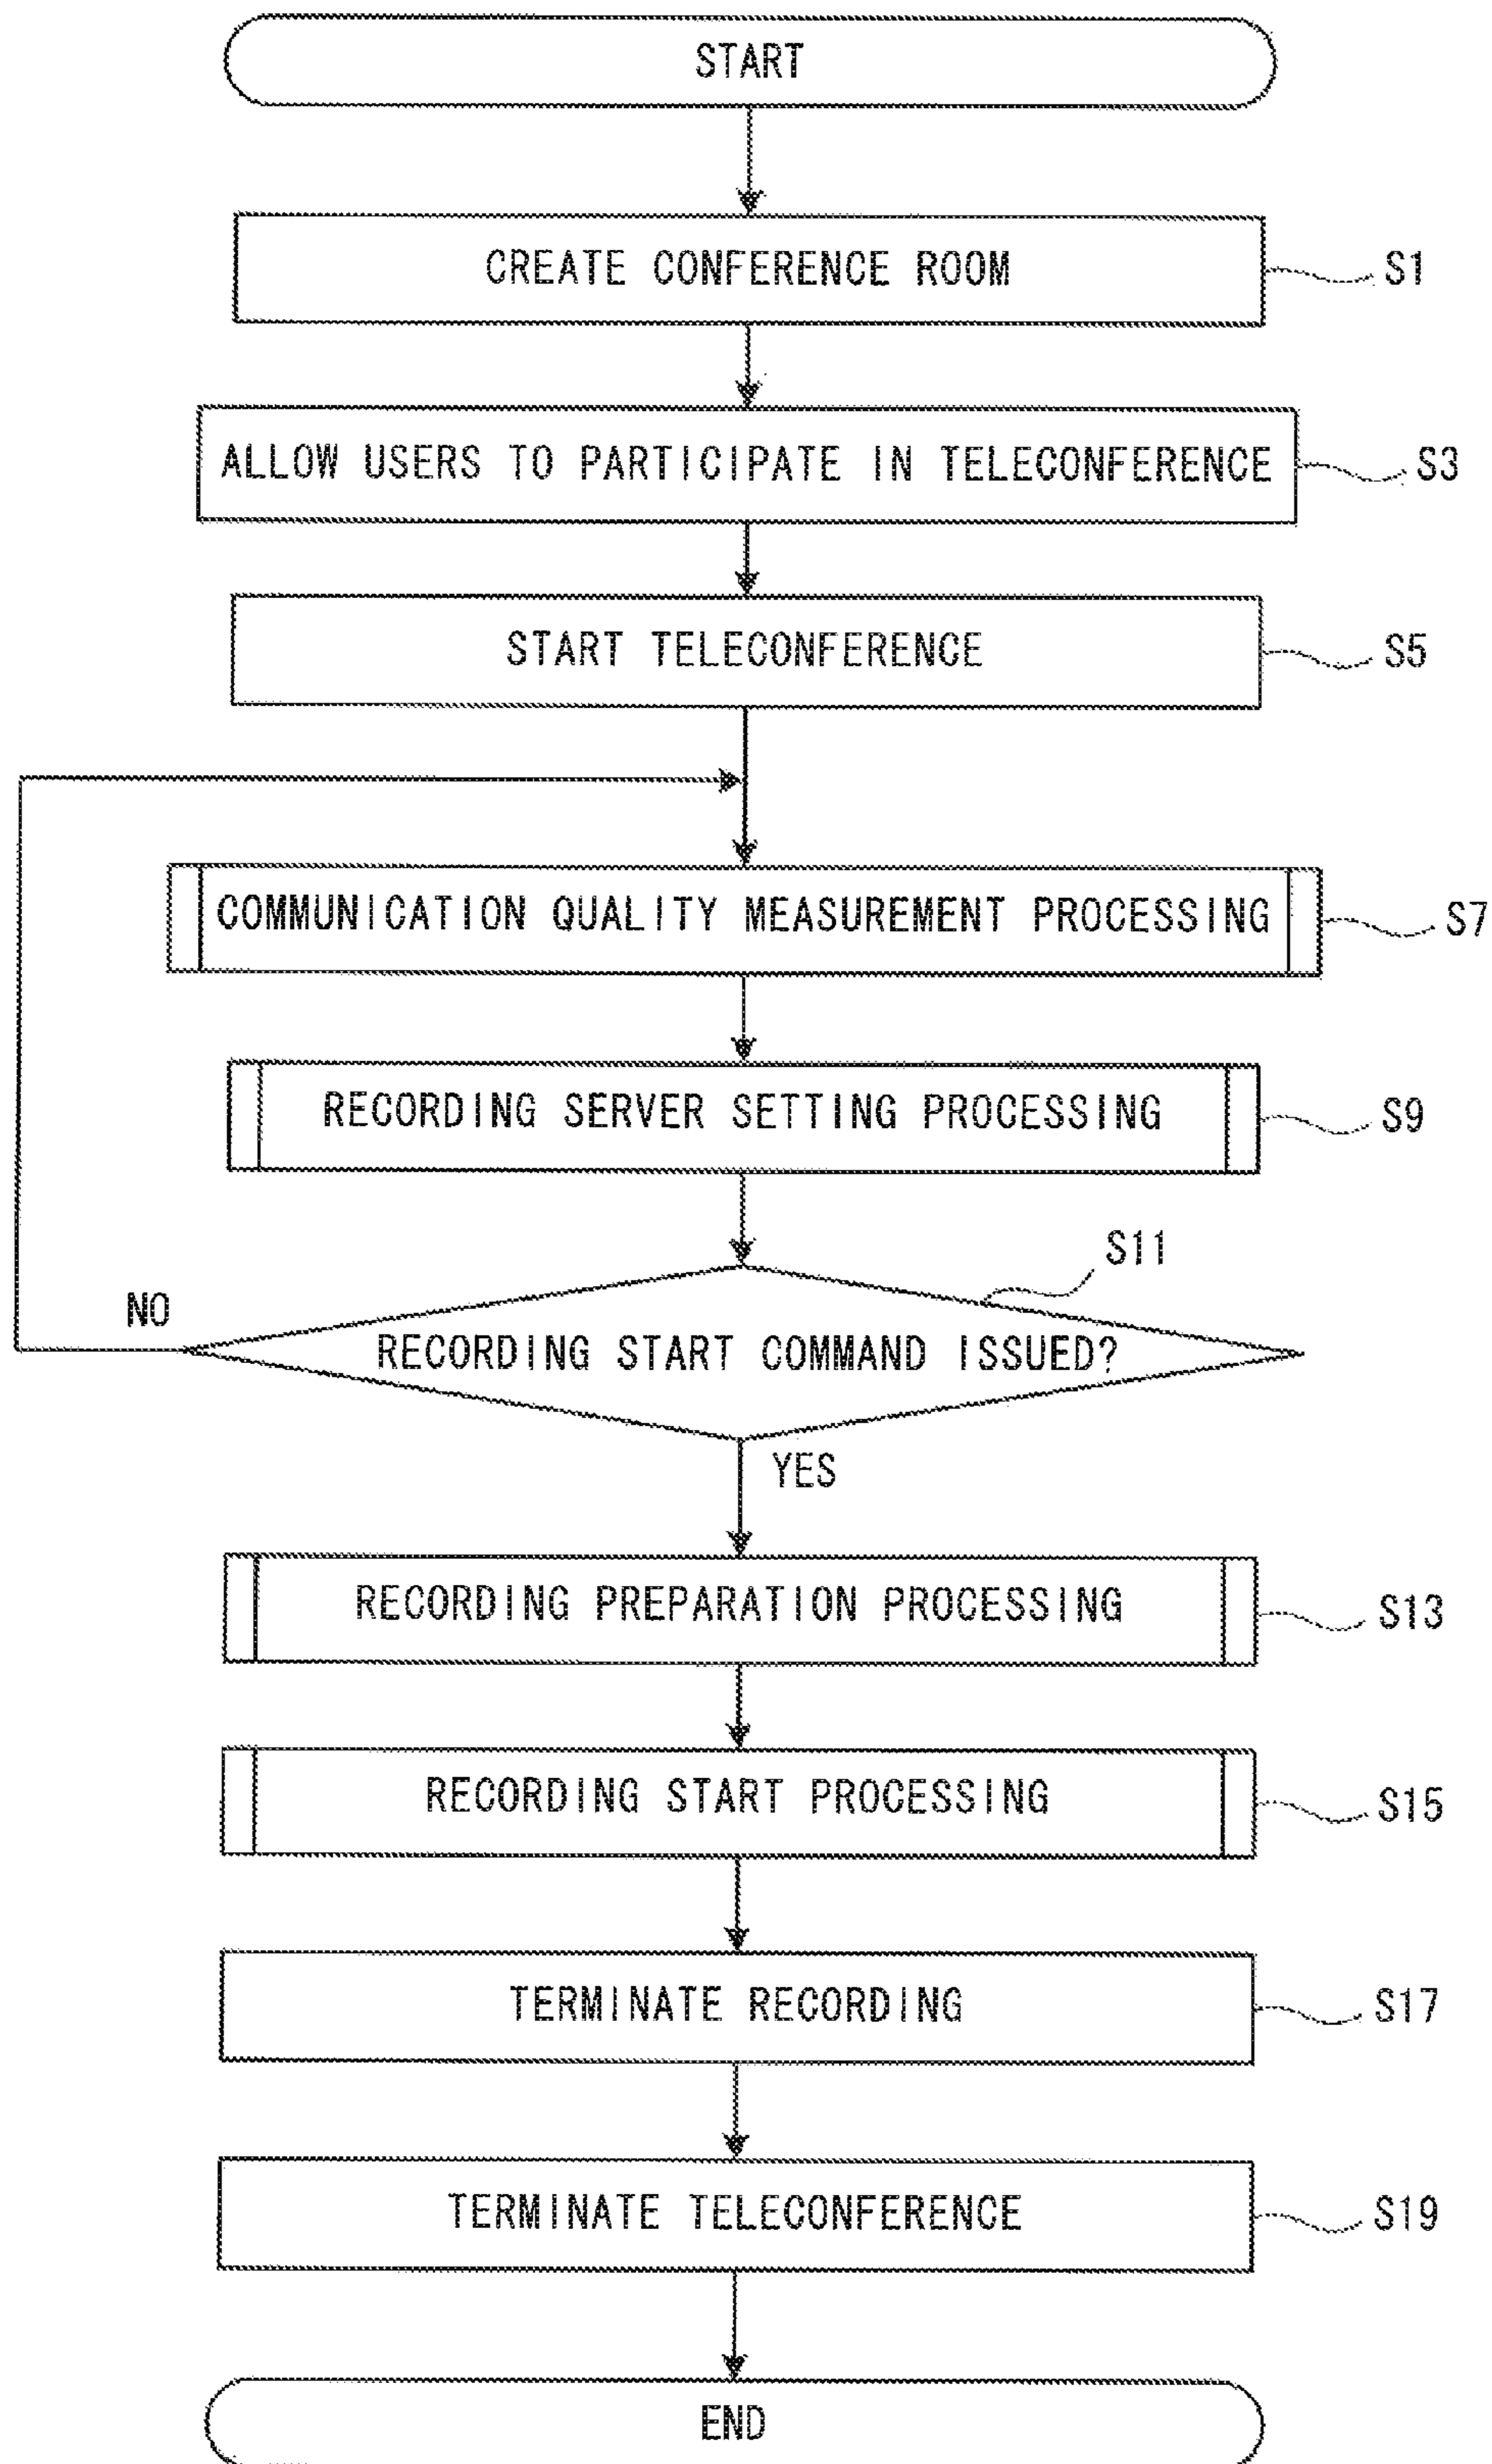 START
CREATE CONFERENCE ROOM
S1
ALLOW USERS TO PARTICIPATE IN TELECONFERENCE
S3
START TELECONFERENCE
S5
COMMUNICATION QUALITY MEASUREMENT PROCESSING
S7
RECORDING SERVER SETTING PROCESSING
S9
S11
NO
RECORDING START COMMAND ISSUED?
YES
RECORDING PREPARATION PROCESSING
S13
RECORDING START PROCESSING
S15
TERMINATE RECORDING
S17
TERMINATE TELECONFERENCE
S19
END